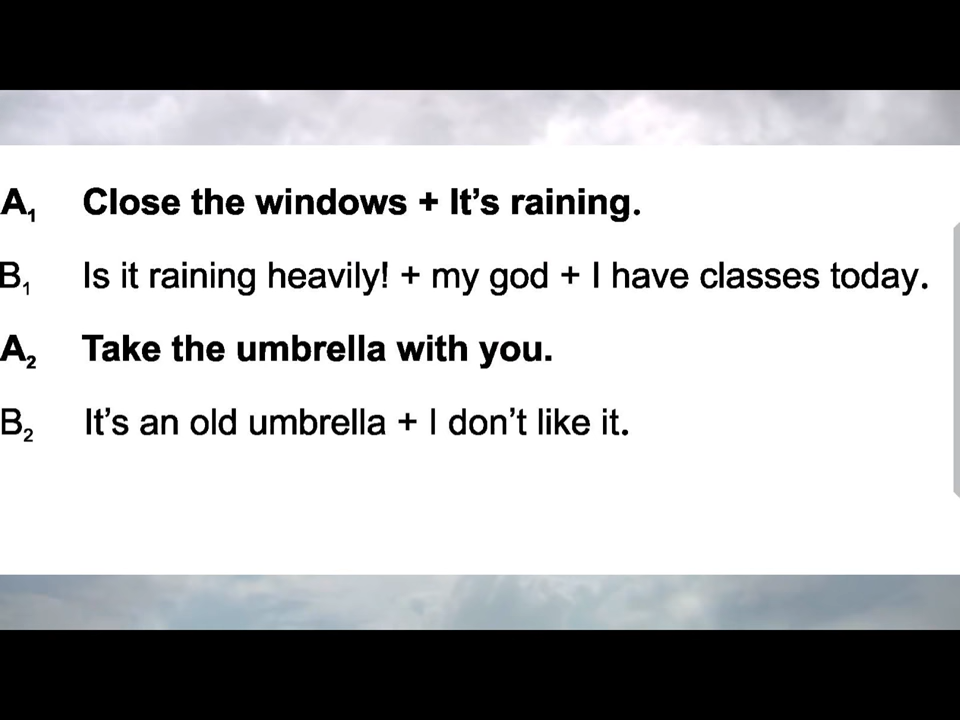 A₁ Close the windows + It’s raining.
B₁ Is it raining heavily! + my god + I have classes today.
A₂ Take the umbrella with you.
B₂ It’s an old umbrella + I don’t like it.